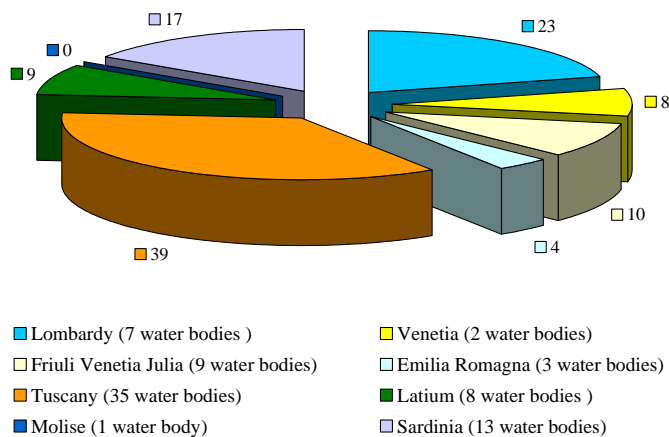 17
23
0
9
8
10
4
39
Lombardy (7 water bodies )
Venetia (2 water bodies)
Friuli Venetia Julia (9 water bodies)
Emilia Romagna (3 water bodies)
Tuscany (35 water bodies)
Latium (8 water bodies )
Molise (1 water body)
Sardinia (13 water bodies)